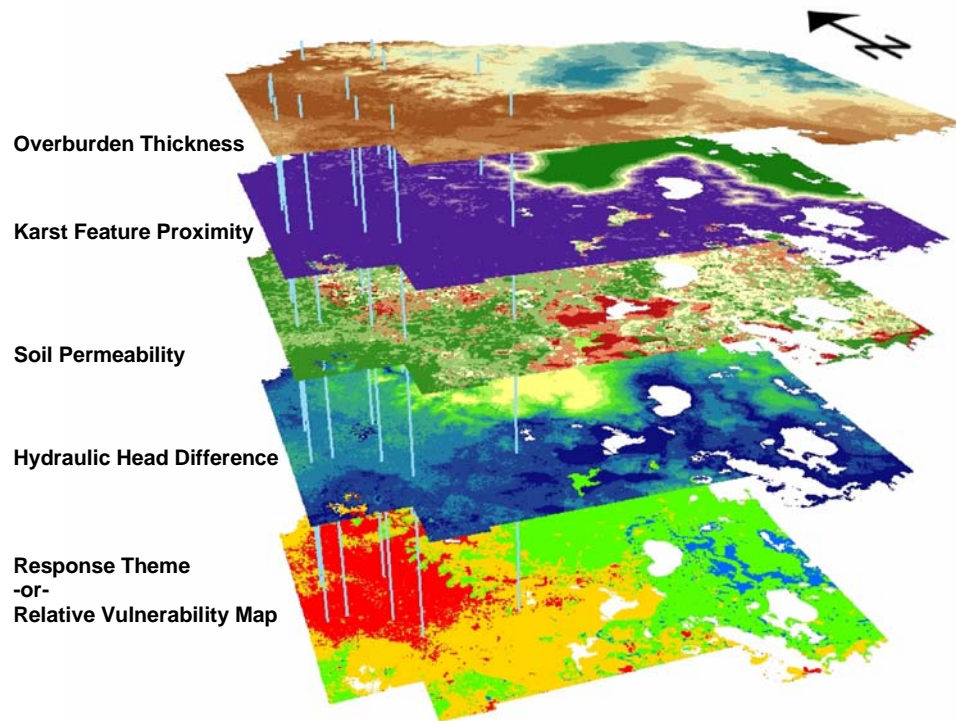 N
Overburden Thickness
Karst Feature Proximity
Soil Permeability
Hydraulic Head Difference
Response Theme
-or-
Relative Vulnerability Map